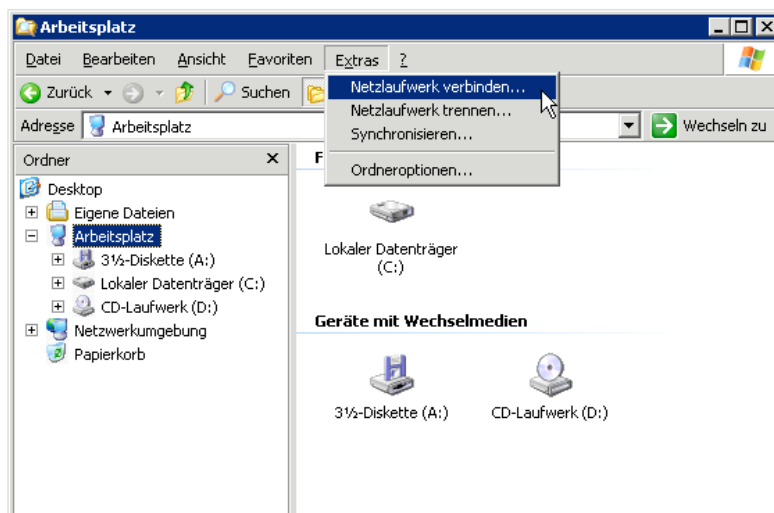 Arbeitsplatz
Datei Bearbeiten Ansicht Favoriten Extras ?
Netzlaufwerk verbinden...
Netzlaufwerk trennen...
Synchronisieren...
Ordneroptionen...
Zurück Suchen
Adresse Arbeitsplatz Wechseln zu
Ordner
Desktop
Eigene Dateien
Arbeitsplatz
3½-Diskette (A:)
Lokaler Datenträger (C:)
CD-Laufwerk (D:)
Netzwerkumgebung
Papierkorb
F
Lokaler Datenträger
(C:)
Geräte mit Wechselmedien
3½-Diskette (A:) CD-Laufwerk (D:)